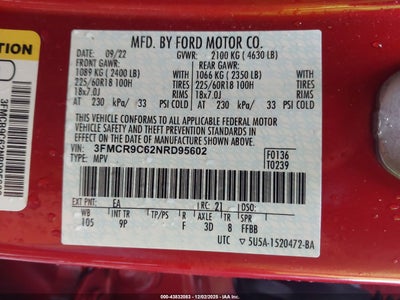 MFD. BY FORD MOTOR CO.
DATE: 09/22 GVWR: 2100 KG ( 4630 LB)
FRONT GAWR: REAR GAWR:
1089 KG ( 2400 LB) 1066 KG ( 2350 LB)
225/60R18 100H TIRES 225/60R18 100H TIRES
18x7.0J RIMS 18x7.0J RIMS
AT 230 kPa/ 33 PSI COLD AT 230 kPa/ 33 PSI COLD
THIS VEHICLE CONFORMS TO ALL APPLICABLE FEDERAL MOTOR
VEHICLE SAFETY AND THEFT PREVENTION STANDARDS IN EFFECT ON
THE DATE OF MANUFACTURE SHOWN ABOVE.
VIN: 3FMCR9C62NRD95602
TYPE: MPV
F0136
T0239
EXT PNT: EA RC: 21 DSO:
WB INT TR TP/PS R AXLE TR SPR
105 9P F 3D 8 FFBB
UTC 5U5A-1520472-BA
000-43832083 - 12/02/2025 - IAAI